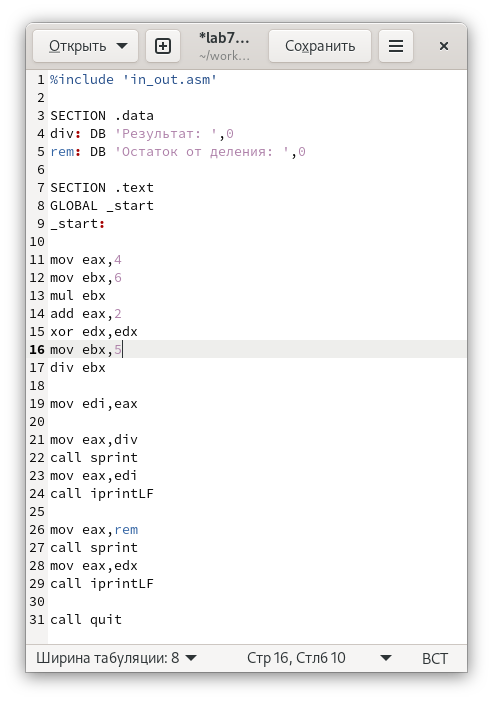 Открыть
*lab7...
~/work...
Сохранить
1 %include 'in_out.asm'
2
3 SECTION .data
4 div: DB 'Результат: ',0
5 rem: DB 'Остаток от деления: ',0
6
7 SECTION .text
8 GLOBAL _start
9 _start:
10
11 mov eax,4
12 mov ebx,6
13 mul ebx
14 add eax,2
15 xor edx,edx
16 mov ebx,5
17 div ebx
18
19 mov edi,eax
20
21 mov eax,div
22 call sprint
23 mov eax,edi
24 call iprintLF
25
26 mov eax,rem
27 call sprint
28 mov eax,edx
29 call iprintLF
30
31 call quit
Ширина табуляции: 8 Стр 16, Стлб 10 ВСТ